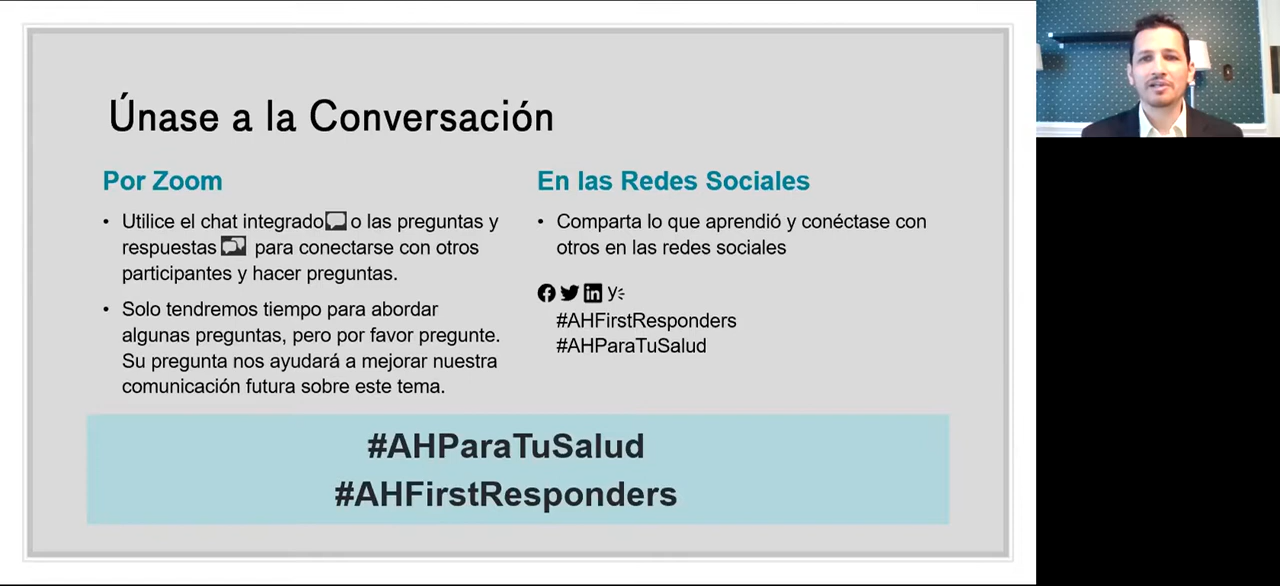 Únase a la Conversación
Por Zoom
• Utilice el chat integrado o las preguntas y
respuestas para conectarse con otros
participantes y hacer preguntas.
• Solo tendremos tiempo para abordar
algunas preguntas, pero por favor pregunte.
Su pregunta nos ayudará a mejorar nuestra
comunicación futura sobre este tema.
En las Redes Sociales
• Comparta lo que aprendió y conéctase con
otros en las redes sociales
#AHFirstResponders
#AHParaTuSalud
#AHParaTuSalud
#AHFirstResponders